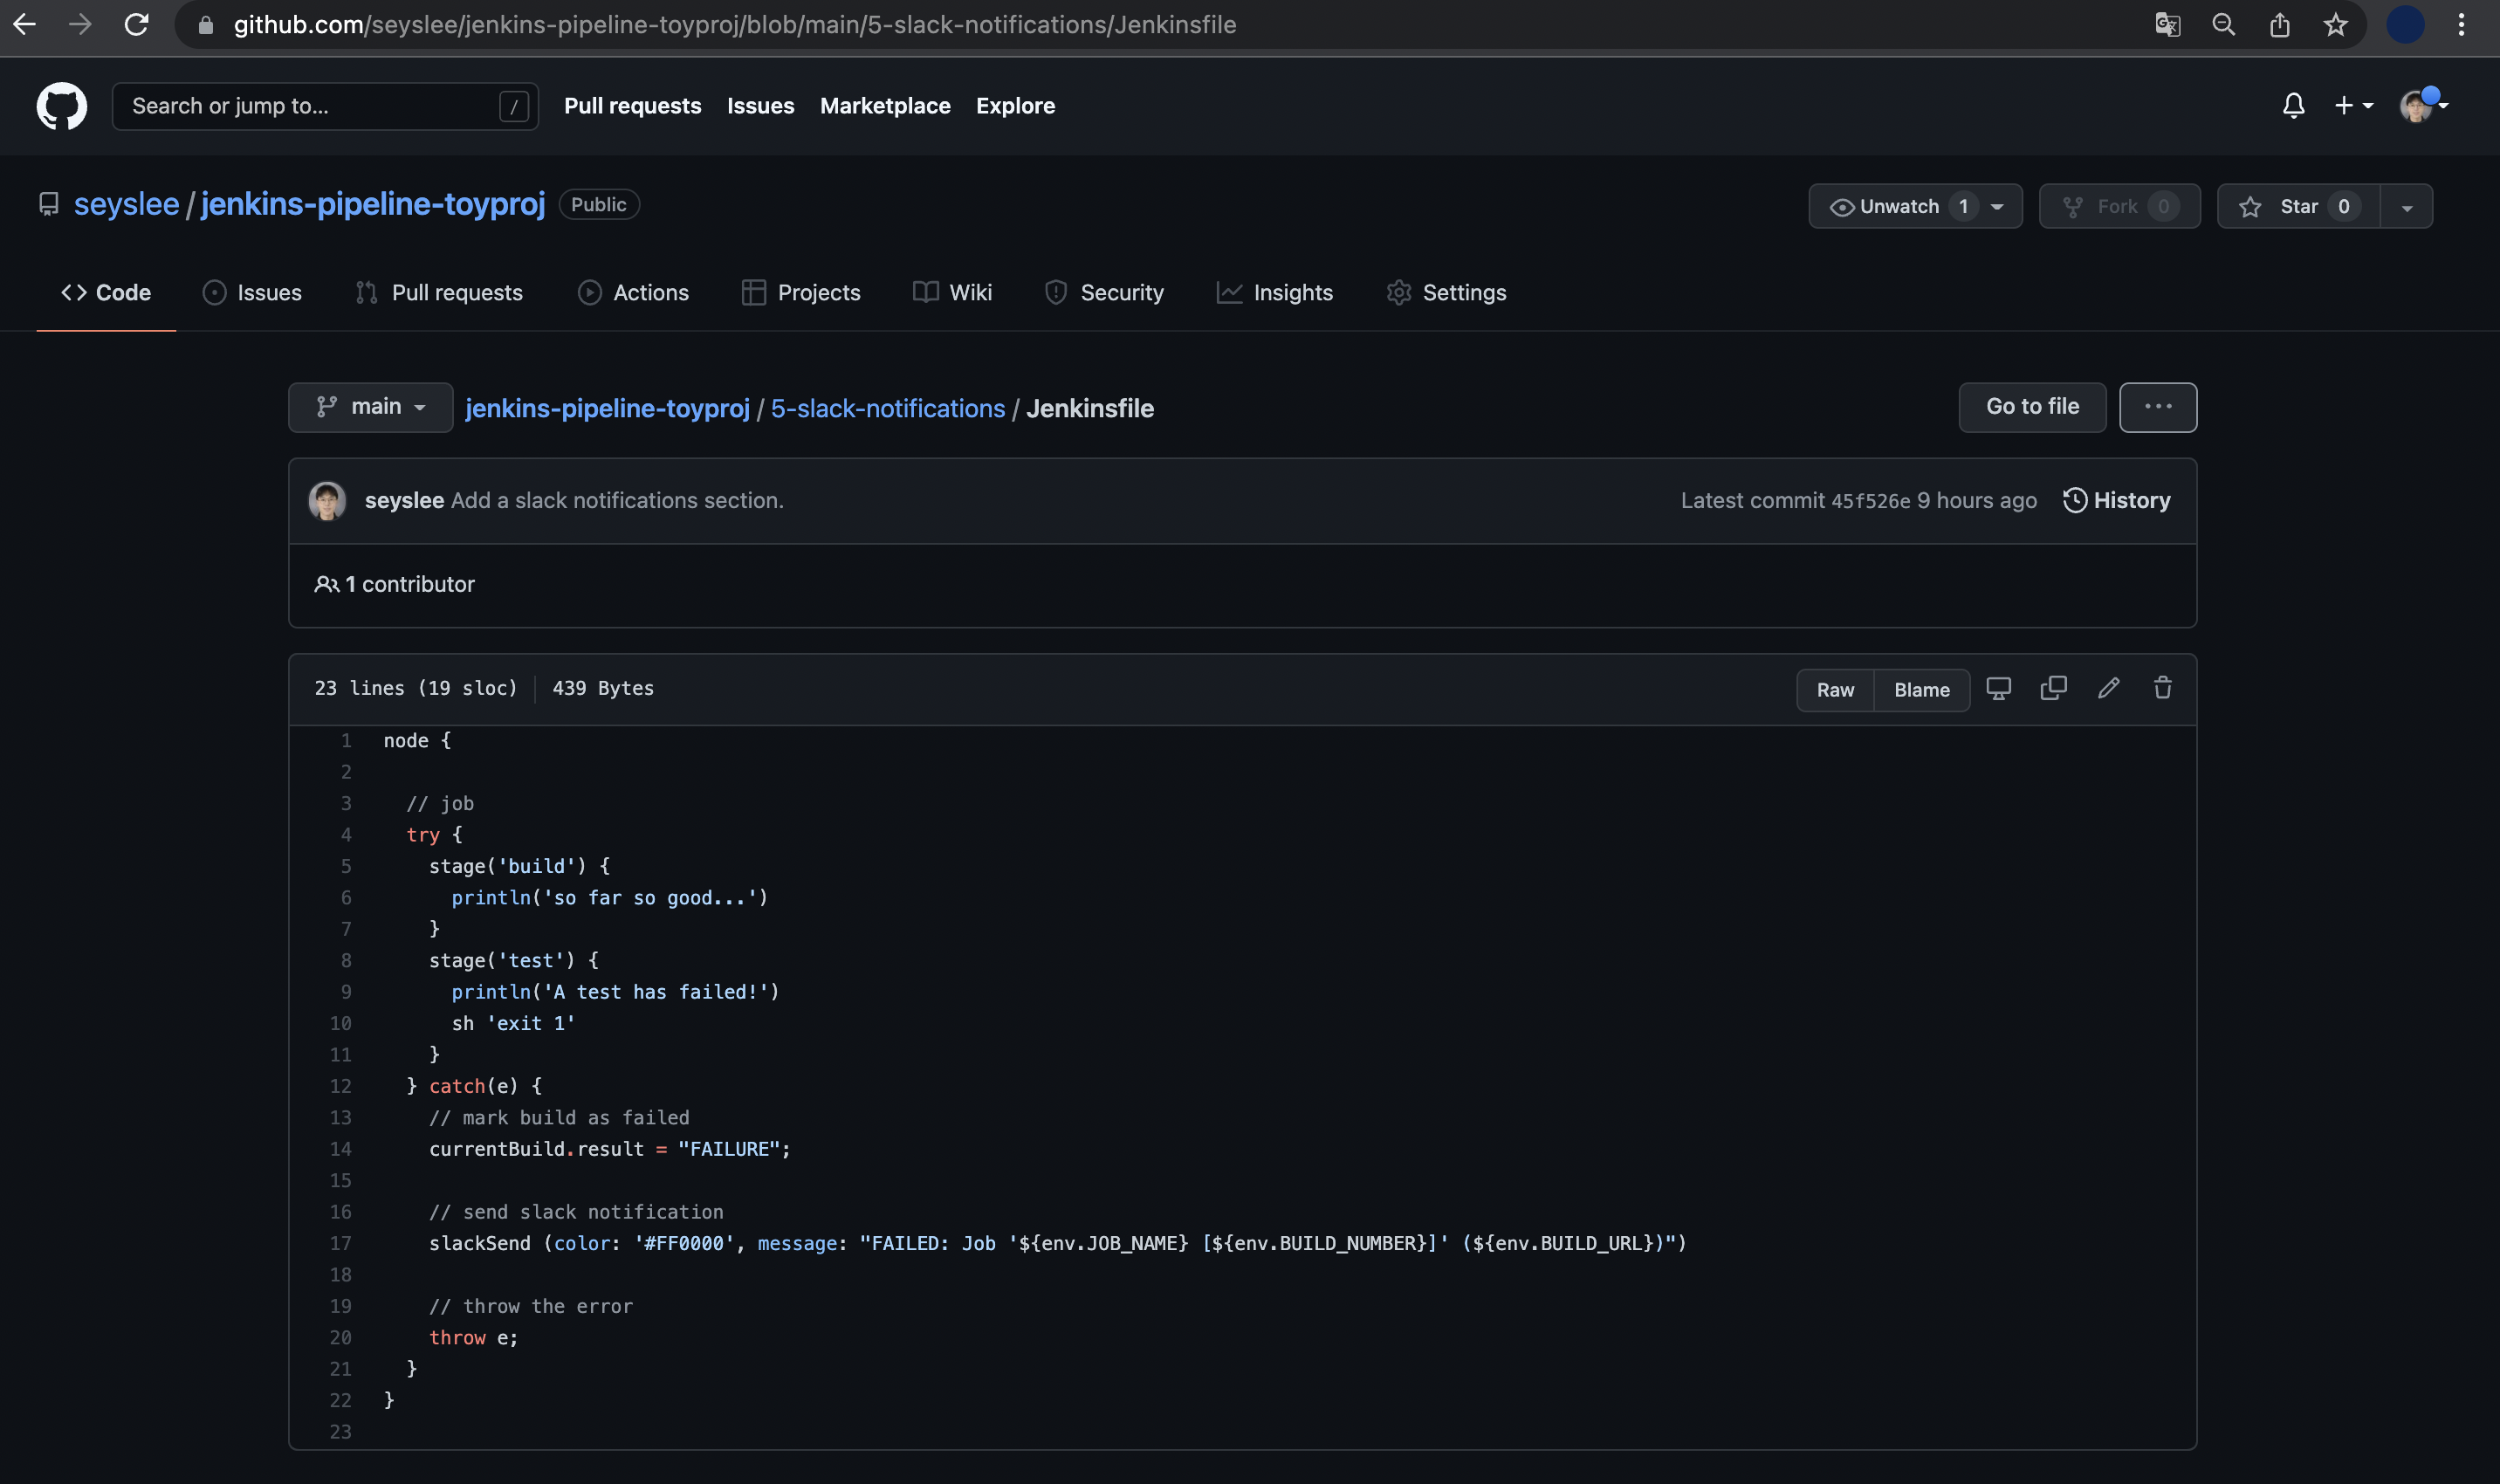 github.com/seyslee/jenkins-pipeline-toyproj/blob/main/5-slack-notifications/Jenkinsfile
Search or jump to... / Pull requests Issues Marketplace Explore
seyslee / jenkins-pipeline-toyproj Public Unwatch 1 Fork 0 Star 0
Code Issues Pull requests Actions Projects Wiki Security Insights Settings
main jenkins-pipeline-toyproj / 5-slack-notifications / Jenkinsfile Go to file ...
seyslee Add a slack notifications section. Latest commit 45f526e 9 hours ago History
1 contributor
23 lines (19 sloc) 439 Bytes Raw Blame
1 node {
2
3   // job
4   try {
5     stage('build') {
6       println('so far so good...')
7     }
8     stage('test') {
9       println('A test has failed!')
10       sh 'exit 1'
11     }
12   } catch(e) {
13     // mark build as failed
14     currentBuild.result = "FAILURE";
15
16     // send slack notification
17     slackSend (color: '#FF0000', message: "FAILED: Job '${env.JOB_NAME} [${env.BUILD_NUMBER}]' (${env.BUILD_URL})")
18
19     // throw the error
20     throw e;
21   }
22 }
23